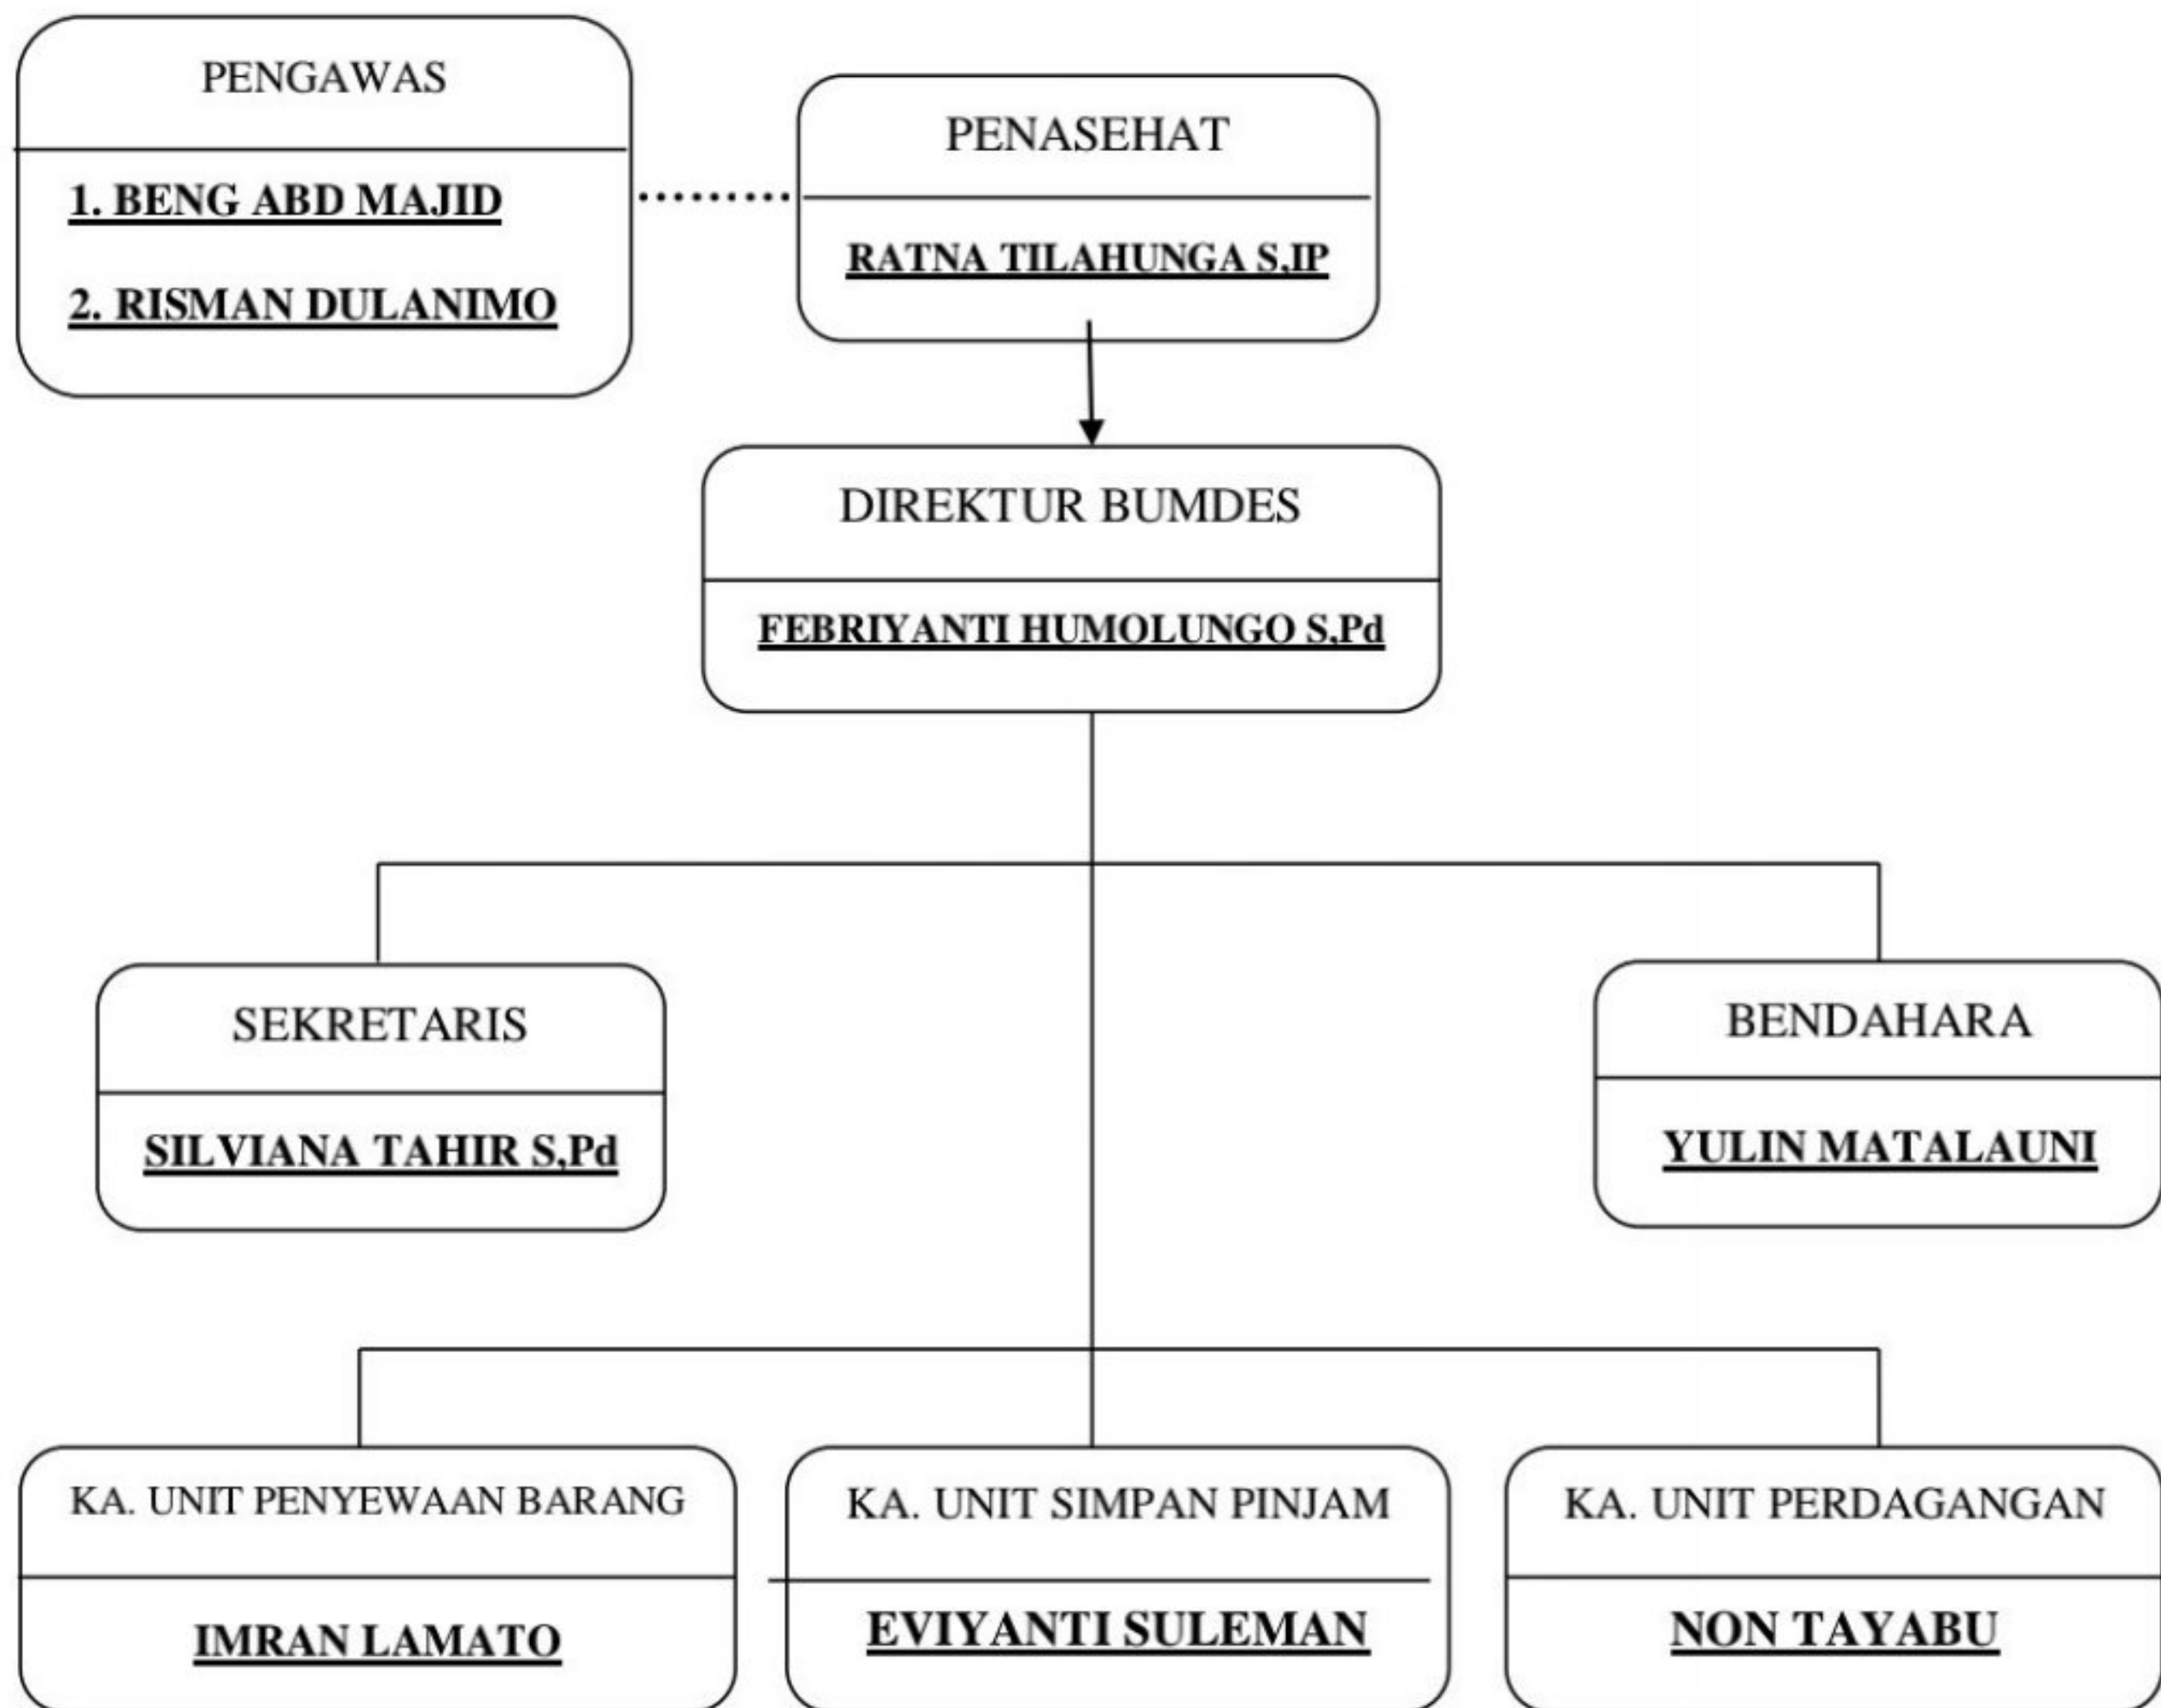 PENGAWAS
1. BENG ABD MAJID
2. RISMAN DULANIMO
PENASEHAT
RATNA TILAHUNGA S,IP
DIREKTUR BUMDES
FEBRIYANTI HUMOLUNGO S,Pd
SEKRETARIS
SILVIANA TAHIR S,Pd
BENDAHARA
YULIN MATALAUNI
KA. UNIT PENYEWAAN BARANG
IMRAN LAMATO
KA. UNIT SIMPAN PINJAM
EVIYANTI SULEMAN
KA. UNIT PERDAGANGAN
NON TAYABU